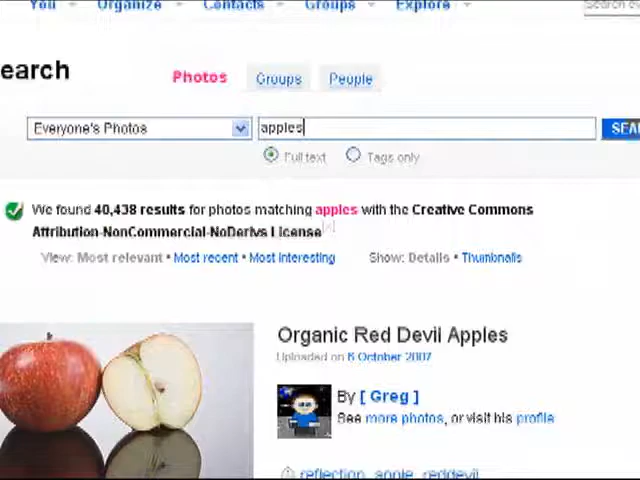 You Organize Contacts Groups Explore
earch Photos Groups People
Everyone's Photos apples SEA
Full text Tags only
We found 40,438 results for photos matching apples with the Creative Commons
Attribution-NonCommercial-NoDerivs License [x]
View: Most relevant • Most recent • Most interesting Show: Details • Thumbnails
Organic Red Devil Apples
Uploaded on 6 October 2007
By [ Greg ]
See more photos, or visit his profile
reflection, apple, reddevil